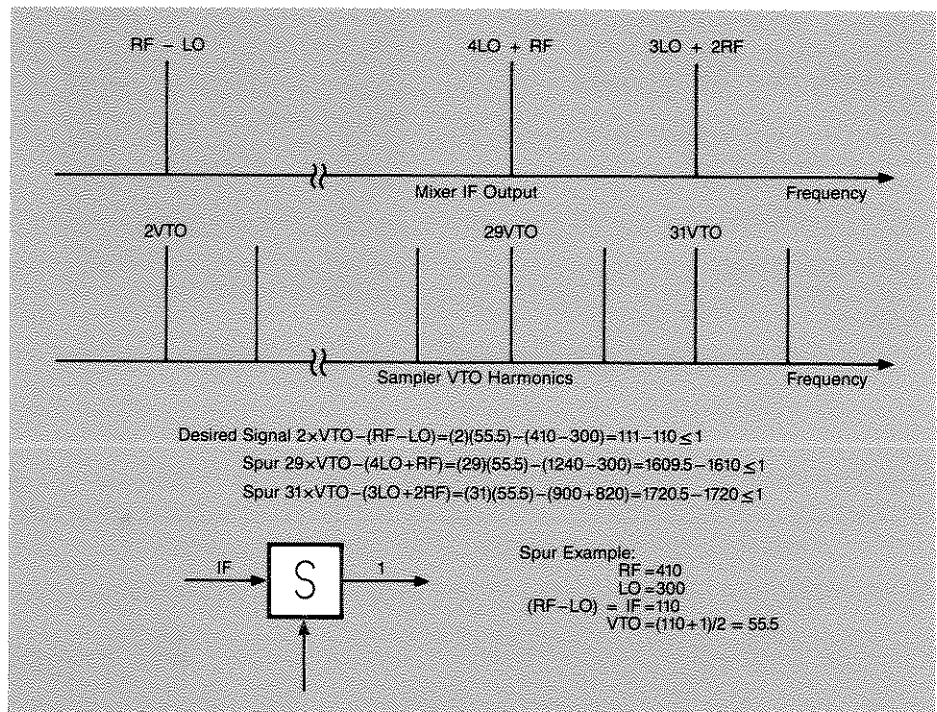 RF – LO 4LO + RF 3LO + 2RF
Mixer IF Output Frequency
2VTO 29VTO 31VTO
Sampler VTO Harmonics Frequency
Desired Signal 2×VTO–(RF–LO)=(2)(55.5)–(410–300)=111–110≤1
Spur 29×VTO–(4LO+RF)=(29)(55.5)–(1240–300)=1609.5–1610≤1
Spur 31×VTO–(3LO+2RF)=(31)(55.5)–(900+820)=1720.5–1720≤1
IF S 1
Spur Example:
RF =410
LO =300
(RF–LO) = IF =110
VTO =(110+1)/2 = 55.5